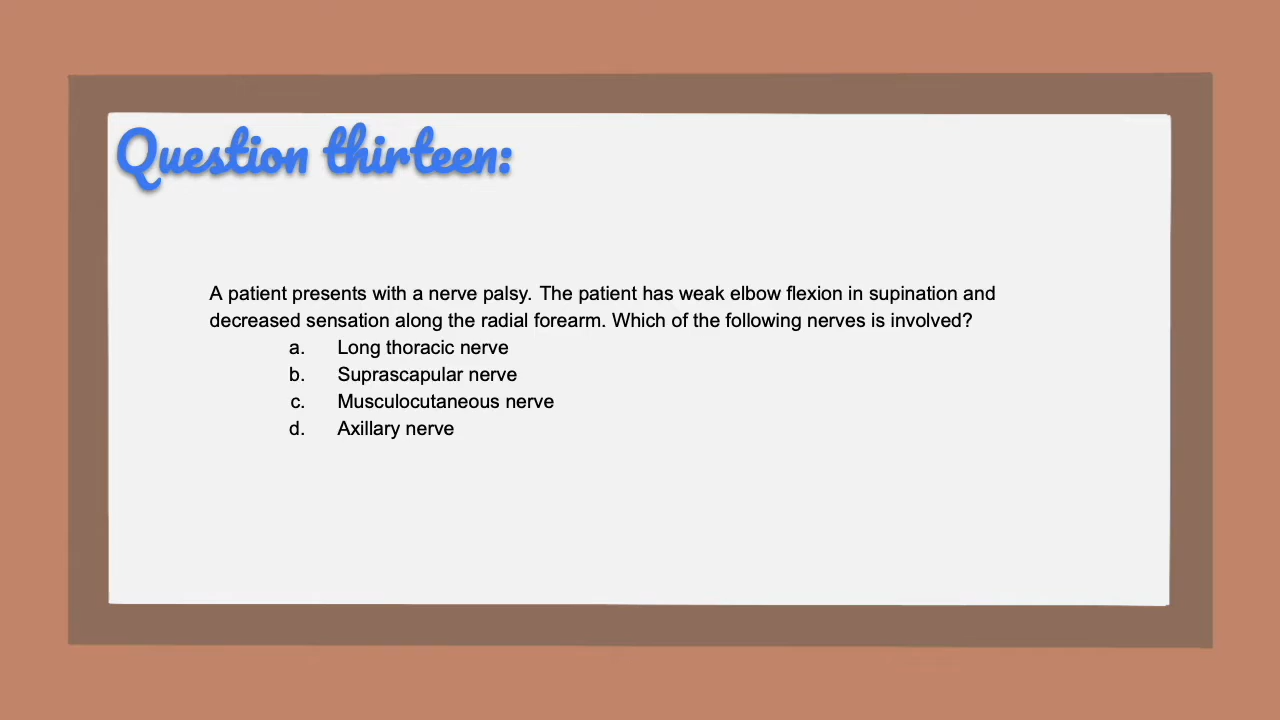 Question thirteen:
A patient presents with a nerve palsy. The patient has weak elbow flexion in supination and
decreased sensation along the radial forearm. Which of the following nerves is involved?
a. Long thoracic nerve
b. Suprascapular nerve
c. Musculocutaneous nerve
d. Axillary nerve